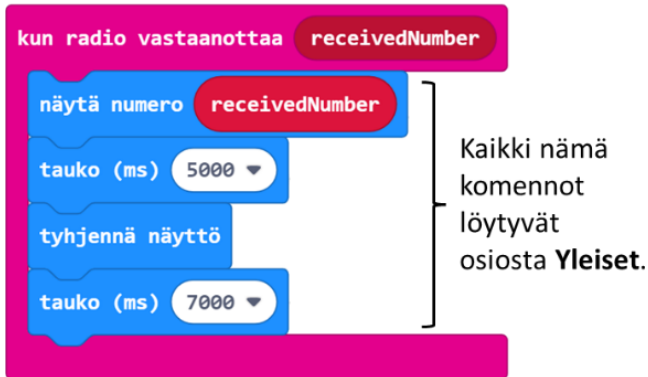 kun radio vastaanottaa receivedNumber
näytä numero receivedNumber
tauko (ms) 5000
tyhjennä näyttö
tauko (ms) 7000
Kaikki nämä
komennot
löytyvät
osiosta Yleiset.